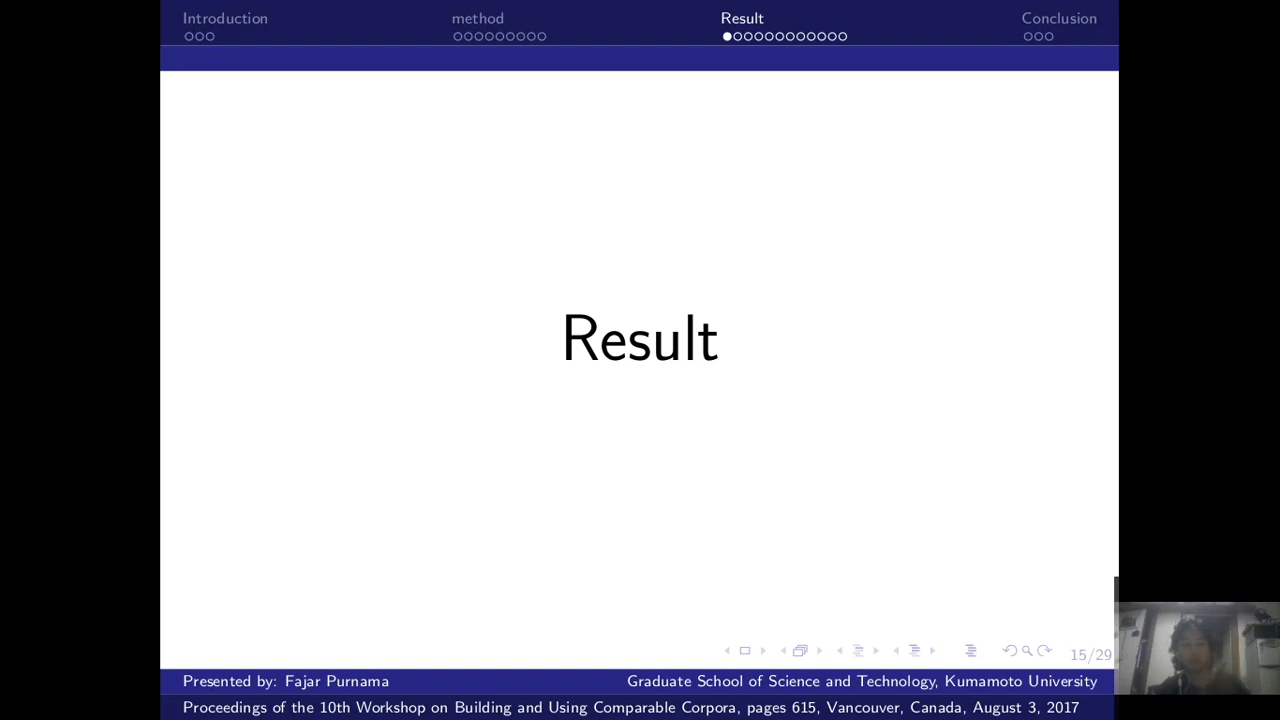 Introduction method Result Conclusion
Result
15/29
Presented by: Fajar Purnama Graduate School of Science and Technology, Kumamoto University
Proceedings of the 10th Workshop on Building and Using Comparable Corpora, pages 615, Vancouver, Canada, August 3, 2017